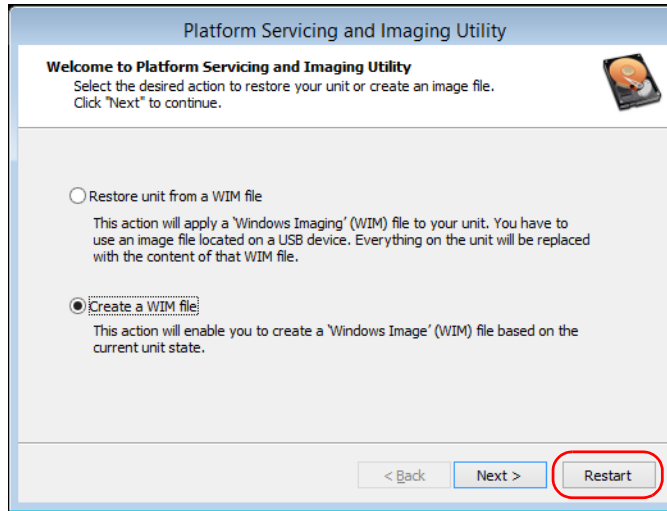 Platform Servicing and Imaging Utility
Welcome to Platform Servicing and Imaging Utility
Select the desired action to restore your unit or create an image file.
Click "Next" to continue.
Restore unit from a WIM file
This action will apply a ‘Windows Imaging’ (WIM) file to your unit. You have to
use an image file located on a USB device. Everything on the unit will be replaced
with the content of that WIM file.
Create a WIM file
This action will enable you to create a ‘Windows Image’ (WIM) file based on the
current unit state.
< Back Next > Restart